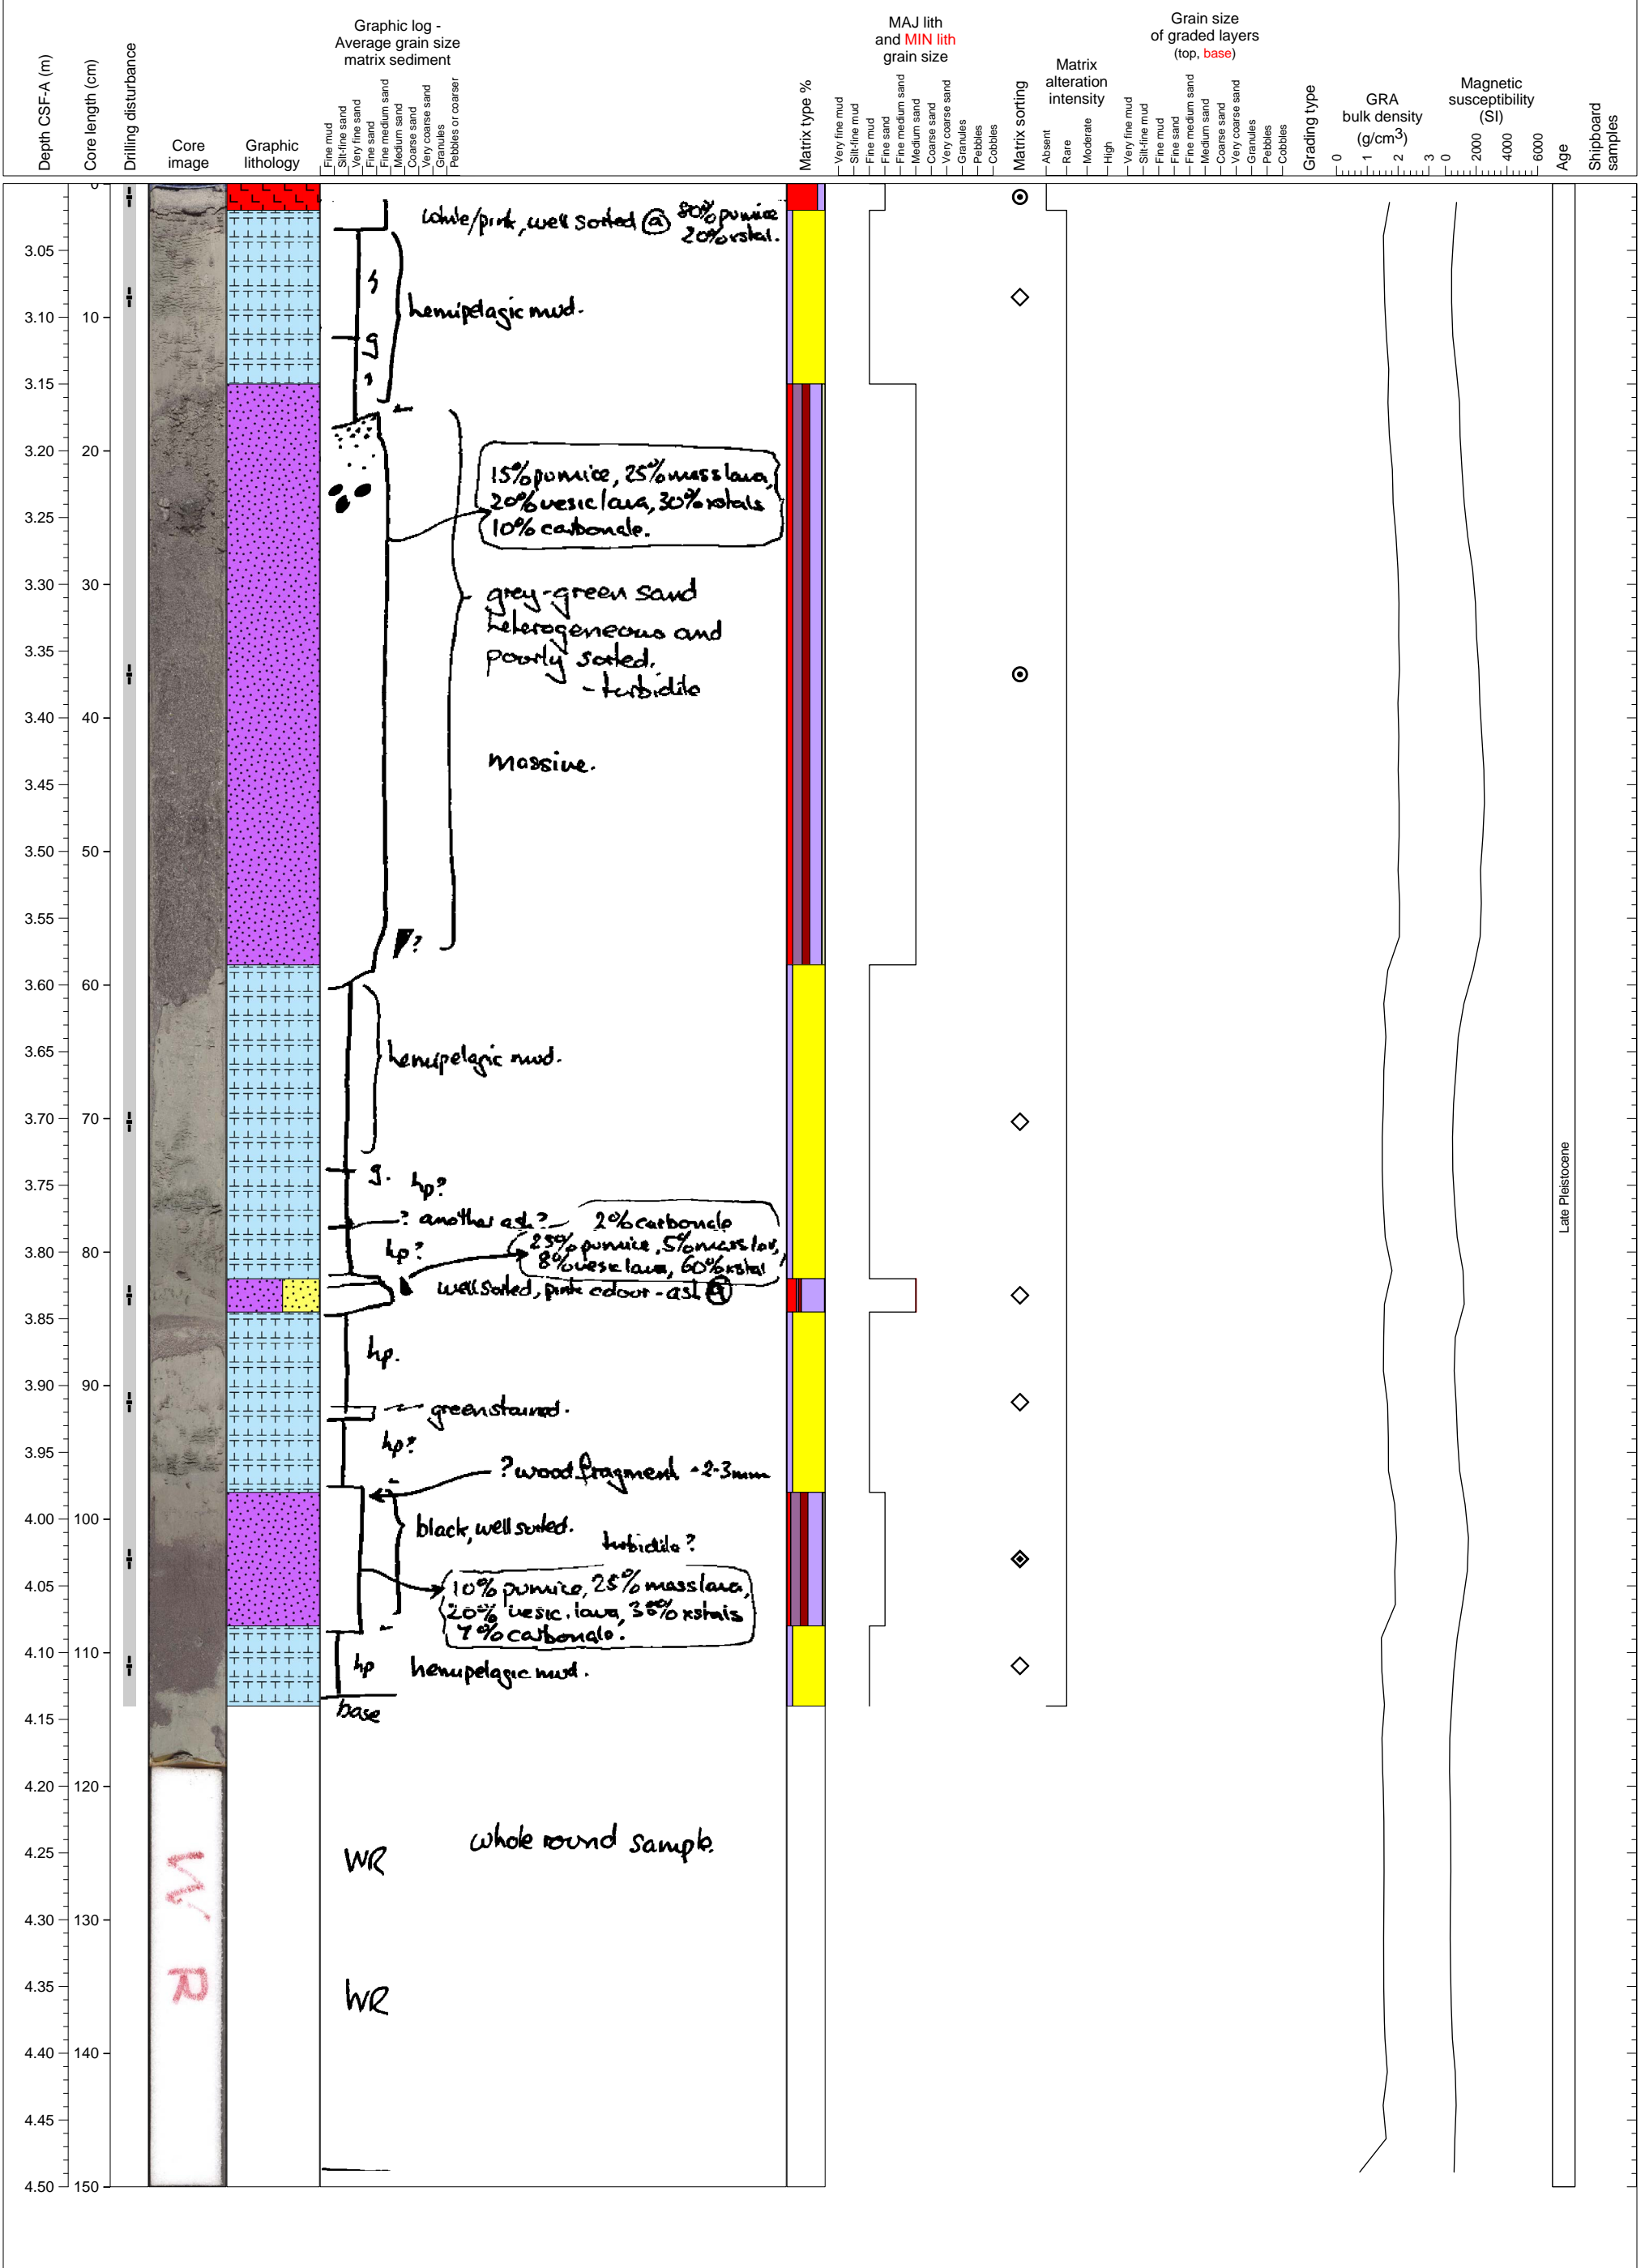 Depth CSF-A (m)
Core length (cm)
Drilling disturbance
Core
image
Graphic
lithology
Graphic log -
Average grain size
matrix sediment
Fine mud
Silt-fine sand
Very fine sand
Fine sand
Fine medium sand
Medium sand
Coarse sand
Very coarse sand
Granules
Pebbles or coarser
Matrix type %
MAJ lith
and MIN lith
grain size
Very fine mud
Silt-fine mud
Fine mud
Fine sand
Fine medium sand
Medium sand
Coarse sand
Very coarse sand
Granules
Pebbles
Cobbles
Matrix sorting
Matrix
alteration
intensity
Absent
Rare
Moderate
High
Grain size
of graded layers
(top, base)
Very fine mud
Silt-fine mud
Fine mud
Fine sand
Fine medium sand
Medium sand
Coarse sand
Very coarse sand
Granules
Pebbles
Cobbles
Grading type
GRA
bulk density
(g/cm3)
0 1 2 3
Magnetic
susceptibility
(SI)
0 2000 4000 6000
Age
Shipboard
samples
0
3.05
3.10 10
3.15
3.20 20
3.25
3.30 30
3.35
3.40 40
3.45
3.50 50
3.55
3.60 60
3.65
3.70 70
3.75
3.80 80
3.85
3.90 90
3.95
4.00 100
4.05
4.10 110
4.15
4.20 120
4.25
4.30 130
4.35
4.40 140
4.45
4.50 150
white/pink, well sorted @ 80% pumice
20% xstal.
hemipelagic mud.
g
15% pumice, 25% mass lava,
20% vesic lava, 30% xstals
10% carbonate.
grey-green sand
heterogeneous and
poorly sorted.
- turbidite
massive.
?
hemipelagic mud.
g. hp?
? another ash? 2% carbonate
hp? 25% pumice, 5% mass lav,
8% vesic lava, 60% xstal
well sorted, pink colour - ash @
hp.
green stained.
hp?
? wood fragment ~2-3mm
black, well sorted.
turbidite?
10% pumice, 25% mass lava,
20% vesic. lava, xstals
7% carbonate.
hp hemipelagic mud.
base
whole round sample.
WR
WR
W R
Late Pleistocene